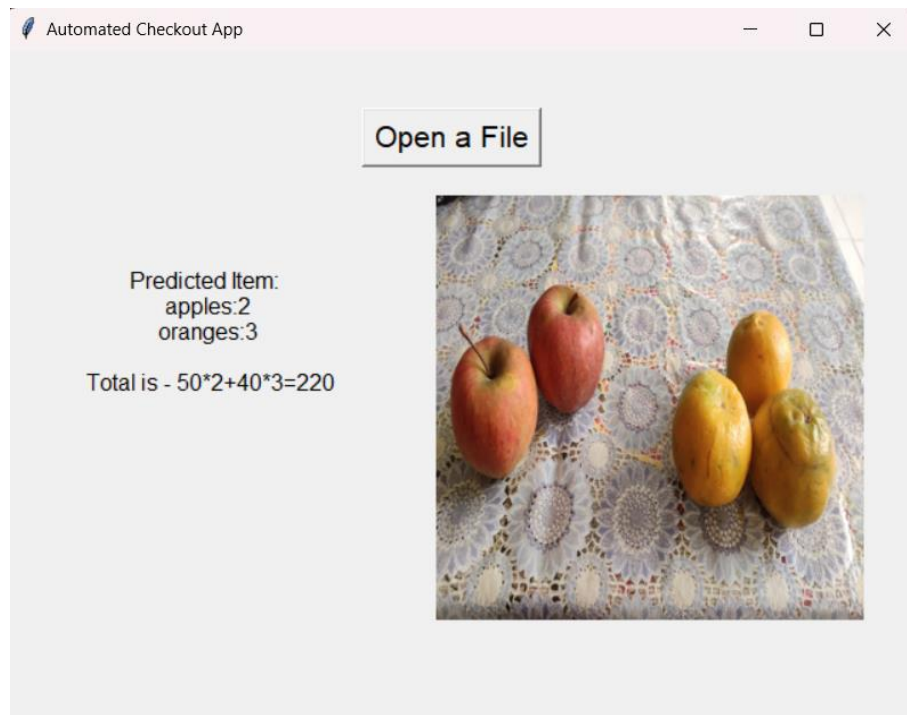 Automated Checkout App
Open a File
Predicted Item:
apples:2
oranges:3
Total is - 50*2+40*3=220